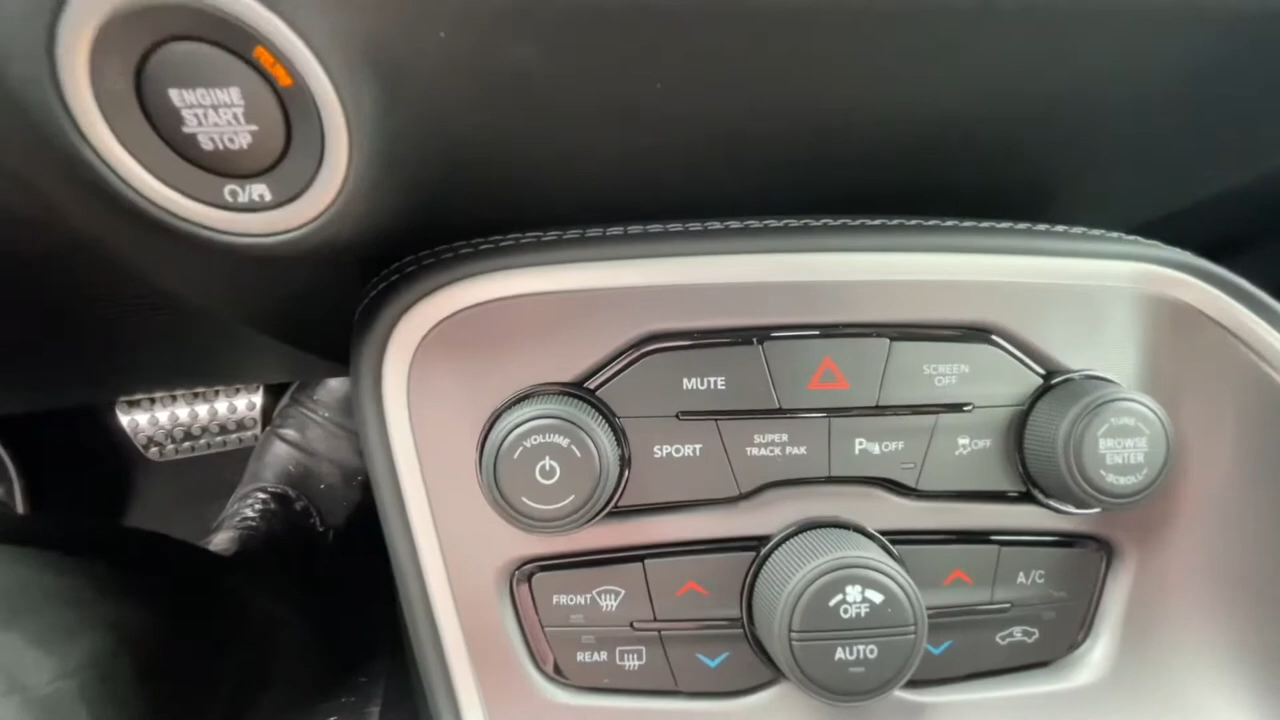 ENGINE
START
STOP
MUTE
SCREEN
OFF
VOLUME
SPORT
SUPER
TRACK PAK
P OFF
OFF
TUNE
BROWSE
ENTER
SCROLL
FRONT
OFF
A/C
REAR
AUTO